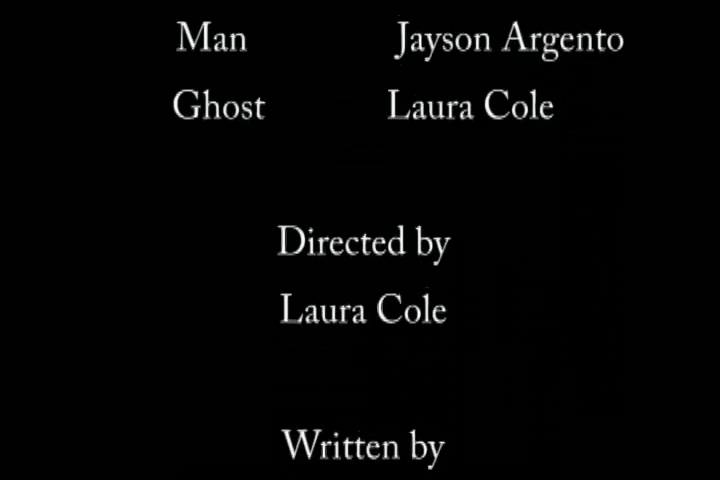 Man Jayson Argento
Ghost Laura Cole
Directed by
Laura Cole
Written by